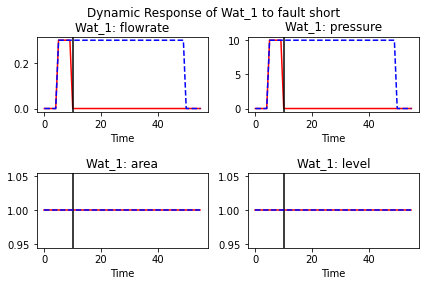 Dynamic Response of Wat_1 to fault short
Wat_1: flowrate
Wat_1: pressure
0.2
0.0
10
5
0
0 20 40
0 20 40
Time
Time
Wat_1: area
Wat_1: level
1.05
1.00
0.95
1.05
1.00
0.95
0 20 40
0 20 40
Time
Time